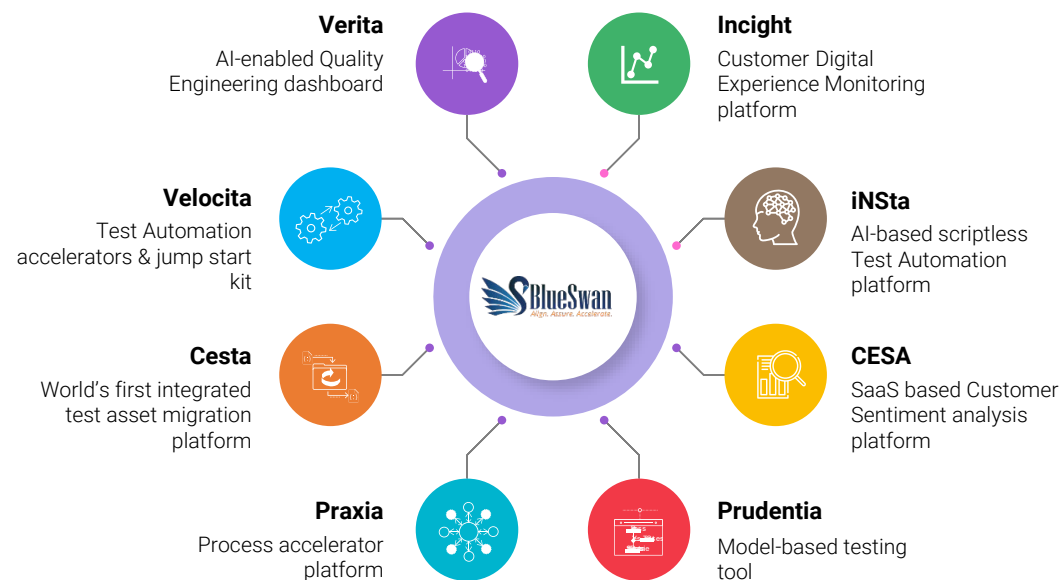 Verita
AI-enabled Quality
Engineering dashboard
Incight
Customer Digital
Experience Monitoring
platform
Velocita
Test Automation
accelerators & jump start
kit
iNSta
AI-based scriptless
Test Automation
platform
BlueSwan
Align. Assure. Accelerate.
Cesta
World’s first integrated
test asset migration
platform
CESA
SaaS based Customer
Sentiment analysis
platform
Praxia
Process accelerator
platform
Prudentia
Model-based testing
tool